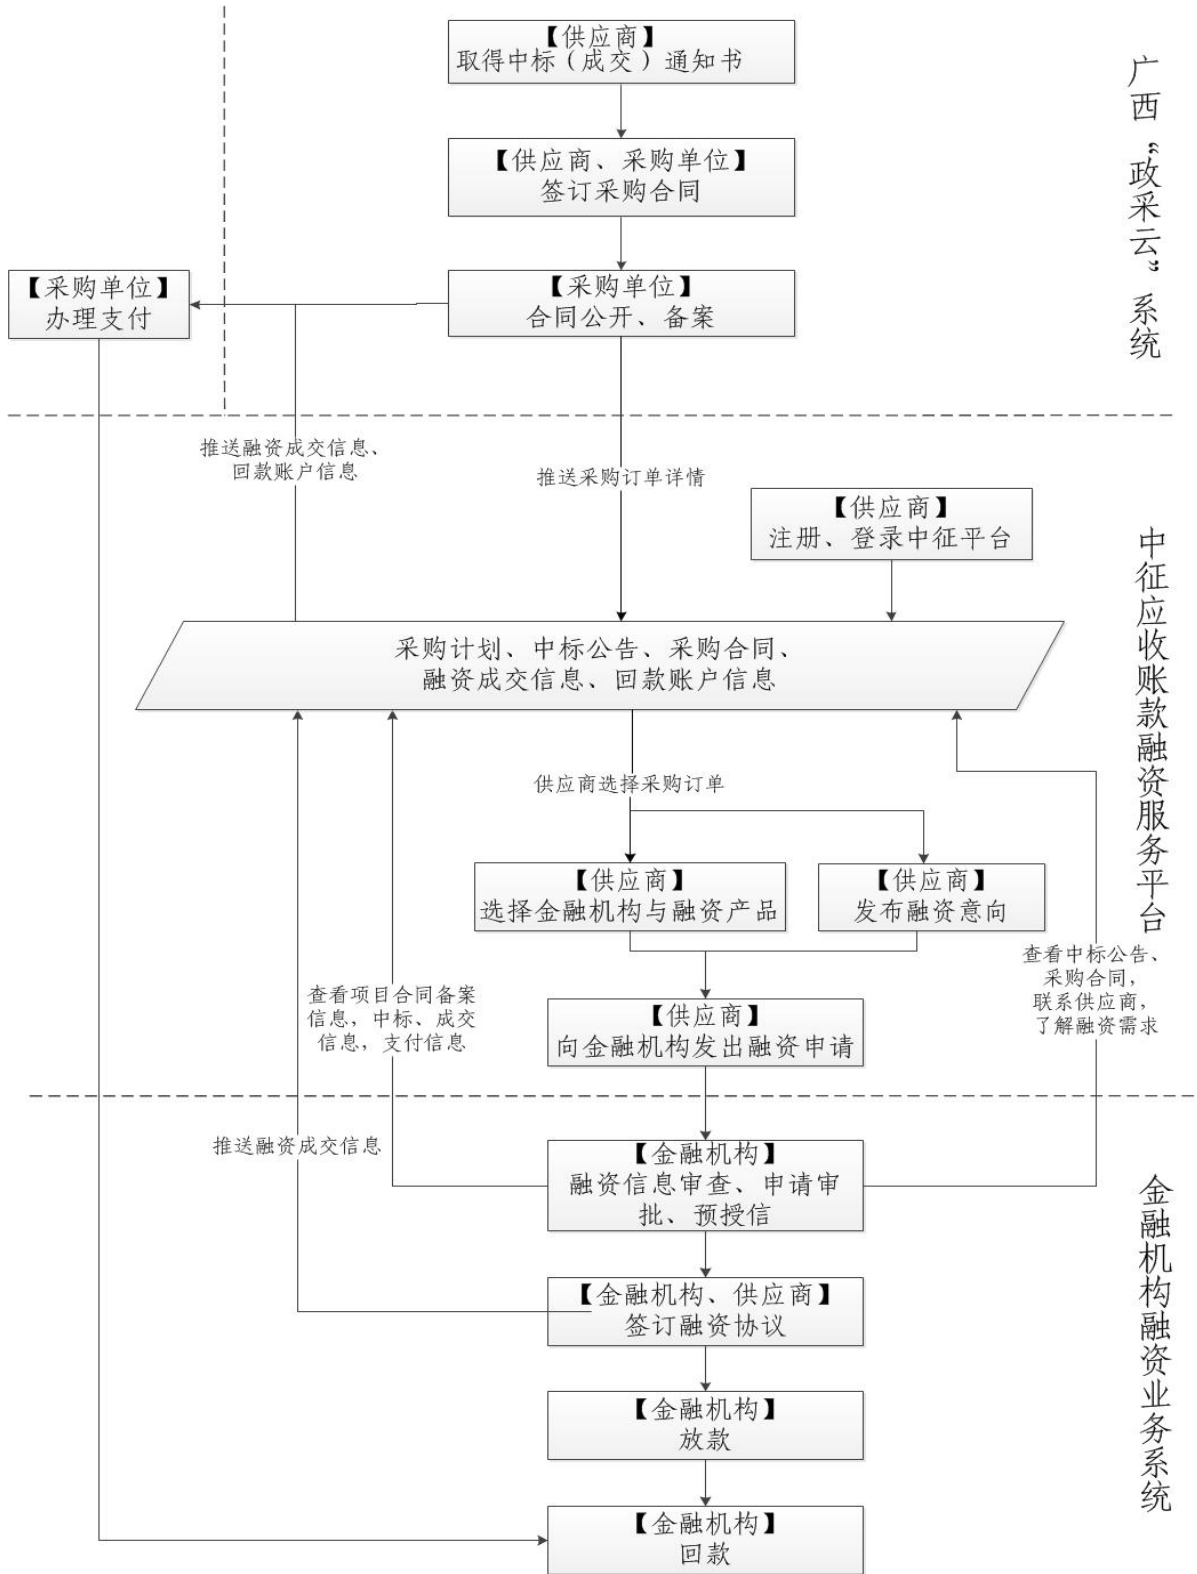 【供应商】
取得中标（成交）通知书
广西“政采云”系统
【供应商、采购单位】
签订采购合同
【采购单位】
办理支付
【采购单位】
合同公开、备案
推送融资成交信息、
回款账户信息
推送采购订单详情
【供应商】
注册、登录中征平台
中征应收账款融资服务平台
采购计划、中标公告、采购合同、
融资成交信息、回款账户信息
供应商选择采购订单
【供应商】
选择金融机构与融资产品
【供应商】
发布融资意向
查看中标公告、
采购合同，
联系供应商，
了解融资需求
查看项目合同备案
信息，中标、成交
信息，支付信息
【供应商】
向金融机构发出融资申请
推送融资成交信息
【金融机构】
融资信息审查、申请审
批、预授信
金融机构融资业务系统
【金融机构、供应商】
签订融资协议
【金融机构】
放款
【金融机构】
回款